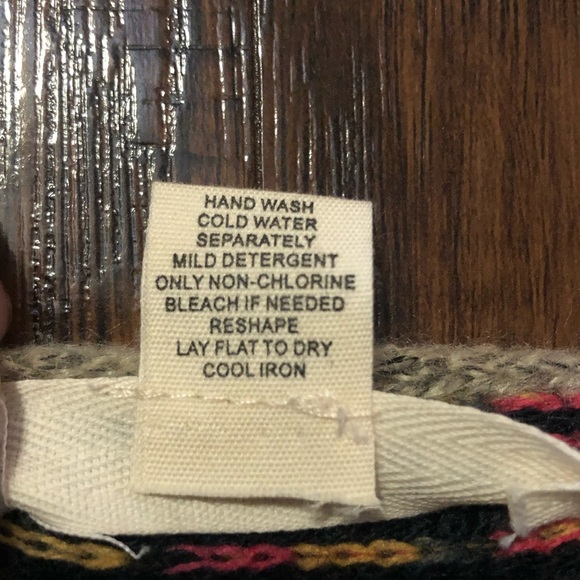 HAND WASH
COLD WATER
SEPARATELY
MILD DETERGENT
ONLY NON-CHLORINE
BLEACH IF NEEDED
RESHAPE
LAY FLAT TO DRY
COOL IRON